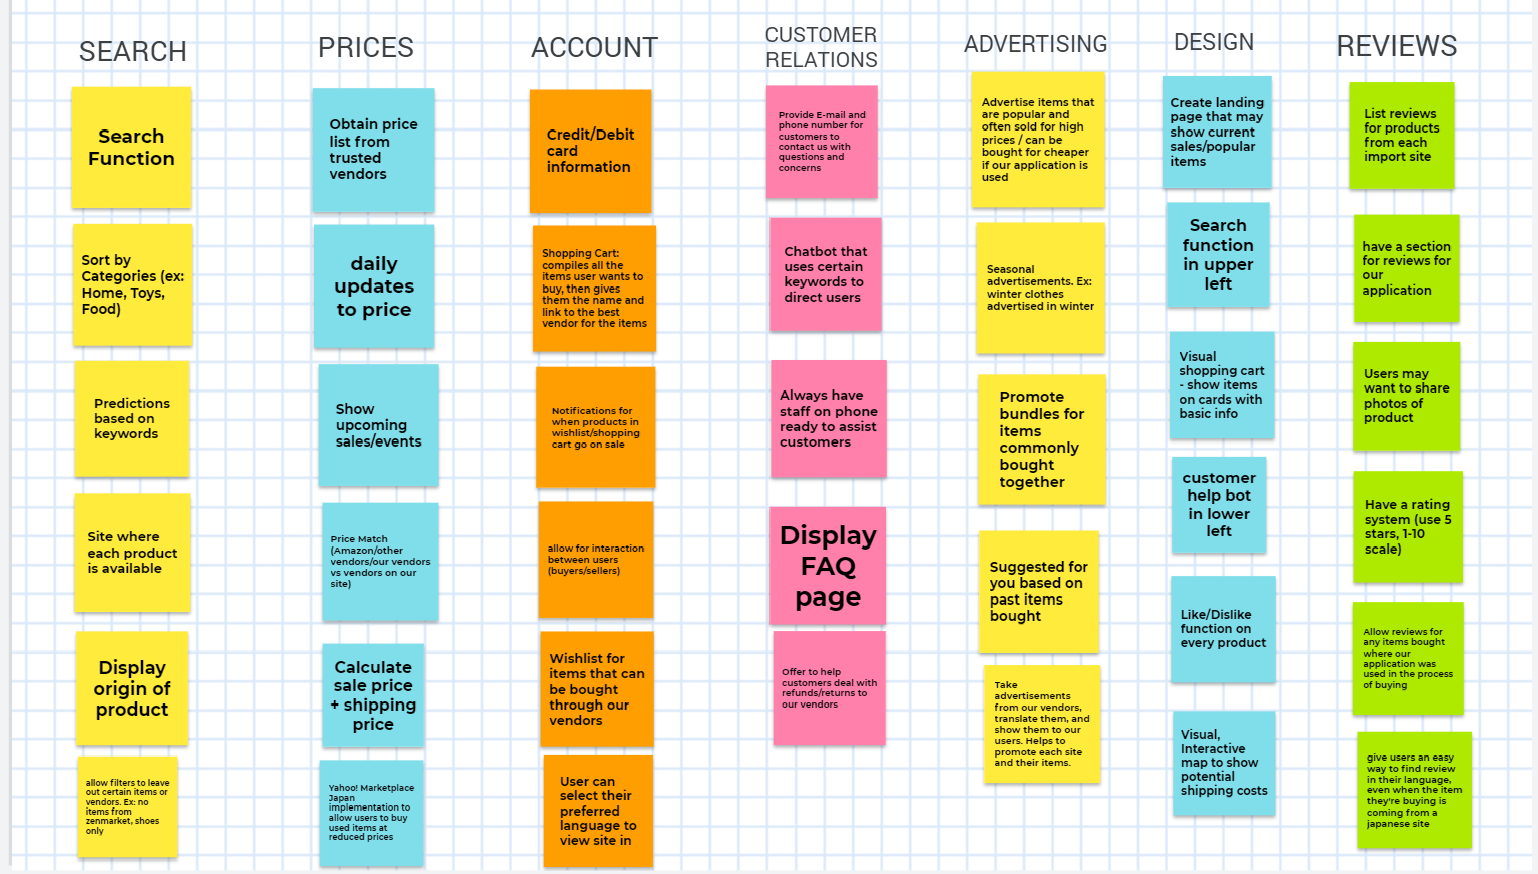 SEARCH
Search
Function
Sort by
Categories (ex:
Home, Toys,
Food)
Predictions
based on
keywords
Site where
each product
is available
Display
origin of
product
allow filters to leave
out certain items or
vendors. Ex: no
items from
zenmarket, shoes
only
PRICES
Obtain price
list from
trusted
vendors
daily
updates
to price
Show
upcoming
sales/events
Price Match
(Amazon/other
vendors/our vendors
vs vendors on our
site)
Calculate
sale price
+ shipping
price
Yahoo! Marketplace
Japan
implementation to
allow users to buy
used items at
reduced prices
ACCOUNT
Credit/Debit
card
information
Shopping Cart:
compiles all the
items user wants to
buy, then gives
them the name and
link to the best
vendor for the items
Notifications for
when products in
wishlist/shopping
cart go on sale
allow for interaction
between users
(buyers/sellers)
Wishlist for
items that can
be bought
through our
vendors
User can
select their
preferred
language to
view site in
CUSTOMER
RELATIONS
Provide E-mail and
phone number for
customers to
contact us with
questions and
concerns
Chatbot that
uses certain
keywords to
direct users
Always have
staff on phone
ready to assist
customers
Display
FAQ
page
Offer to help
customers deal with
refunds/returns to
our vendors
ADVERTISING
Advertise items that
are popular and
often sold for high
prices / can be
bought for cheaper
if our application is
used
Seasonal
advertisements. Ex:
winter clothes
advertised in winter
Promote
bundles for
items
commonly
bought
together
Suggested for
you based on
past items
bought
Take
advertisements
from our vendors,
translate them, and
show them to our
users. Helps to
promote each site
and their items.
DESIGN
Create landing
page that may
show current
sales/popular
items
Search
function
in upper
left
Visual
shopping cart
- show items
on cards with
basic info
customer
help bot
in lower
left
Like/Dislike
function on
every product
Visual,
Interactive
map to show
potential
shipping costs
REVIEWS
List reviews
for products
from each
import site
have a section
for reviews for
our
application
Users may
want to share
photos of
product
Have a rating
system (use 5
stars, 1-10
scale)
Allow reviews for
any items bought
where our
application was
used in the process
of buying
give users an easy
way to find review
in their language,
even when the item
they're buying is
coming from a
japanese site